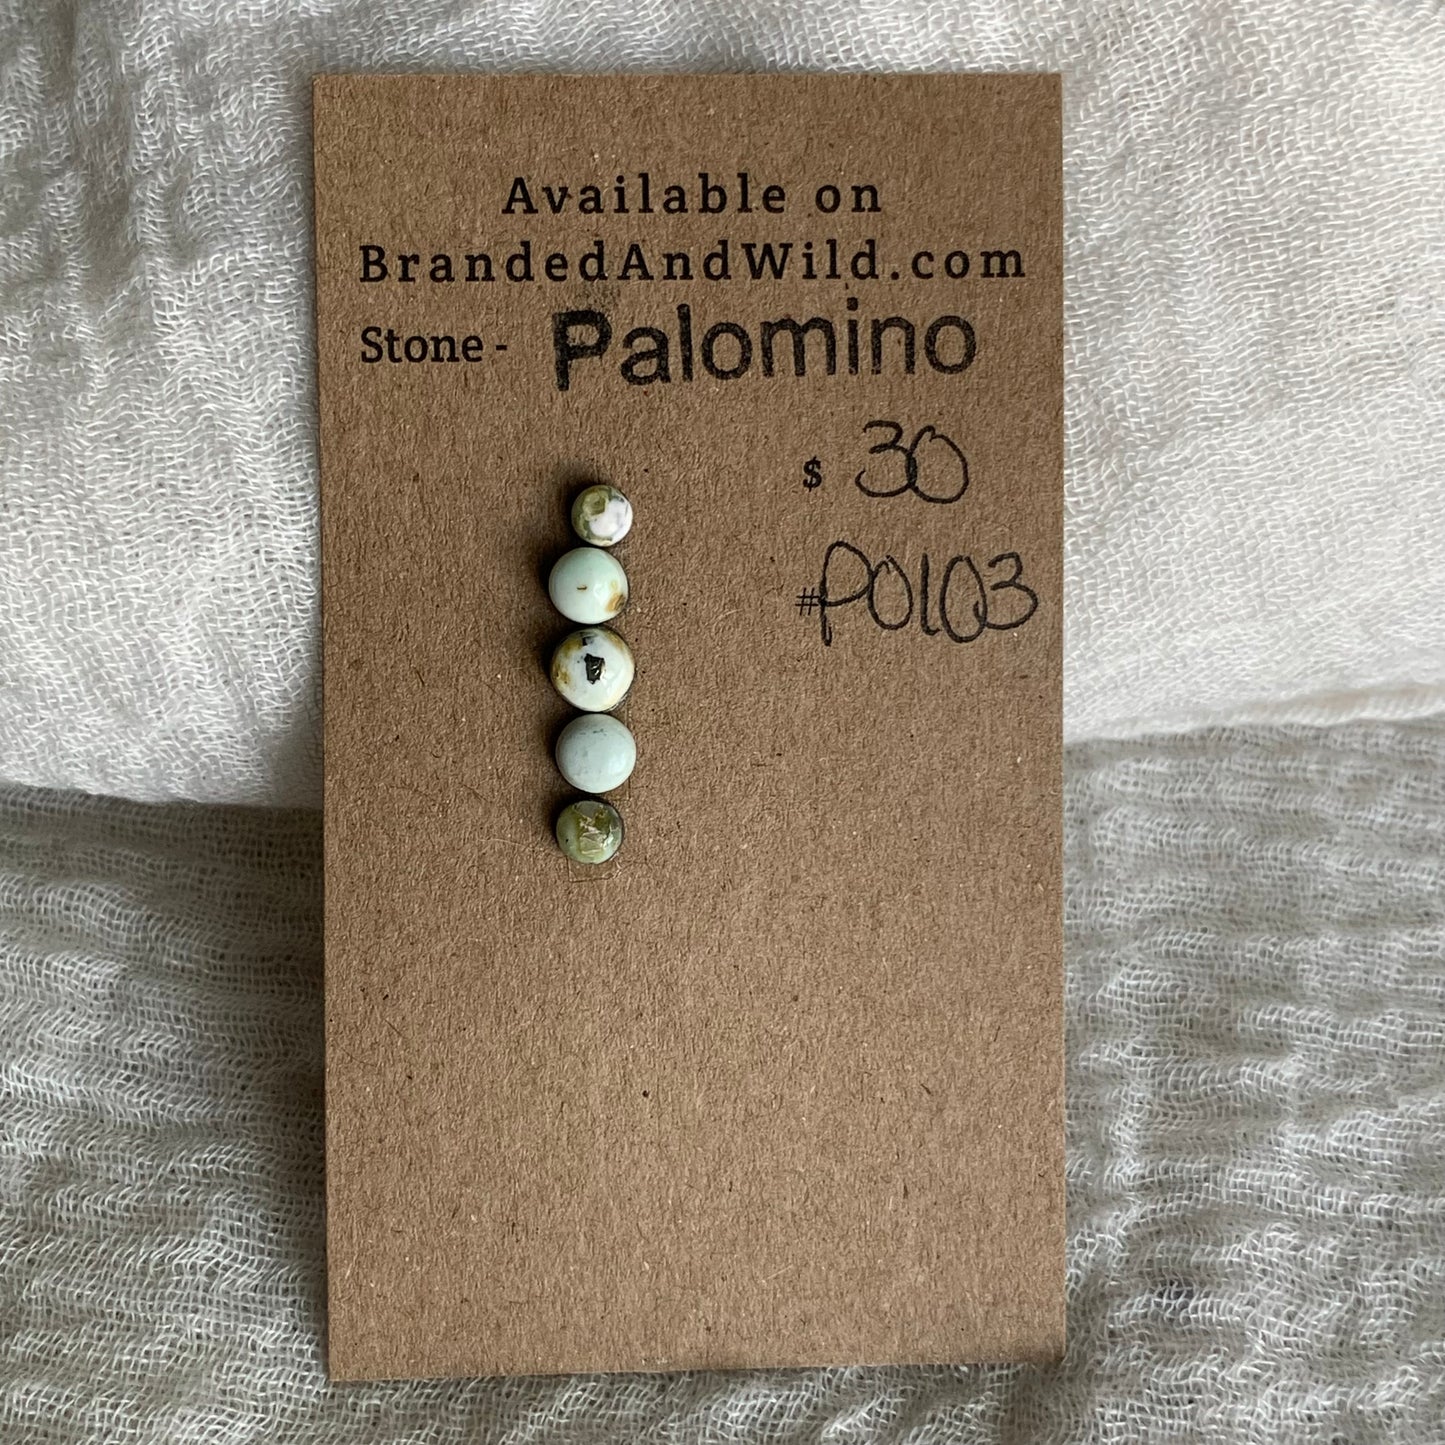 Available on
BrandedAndWild.com
Stone - Palomino
$ 30
#P0103